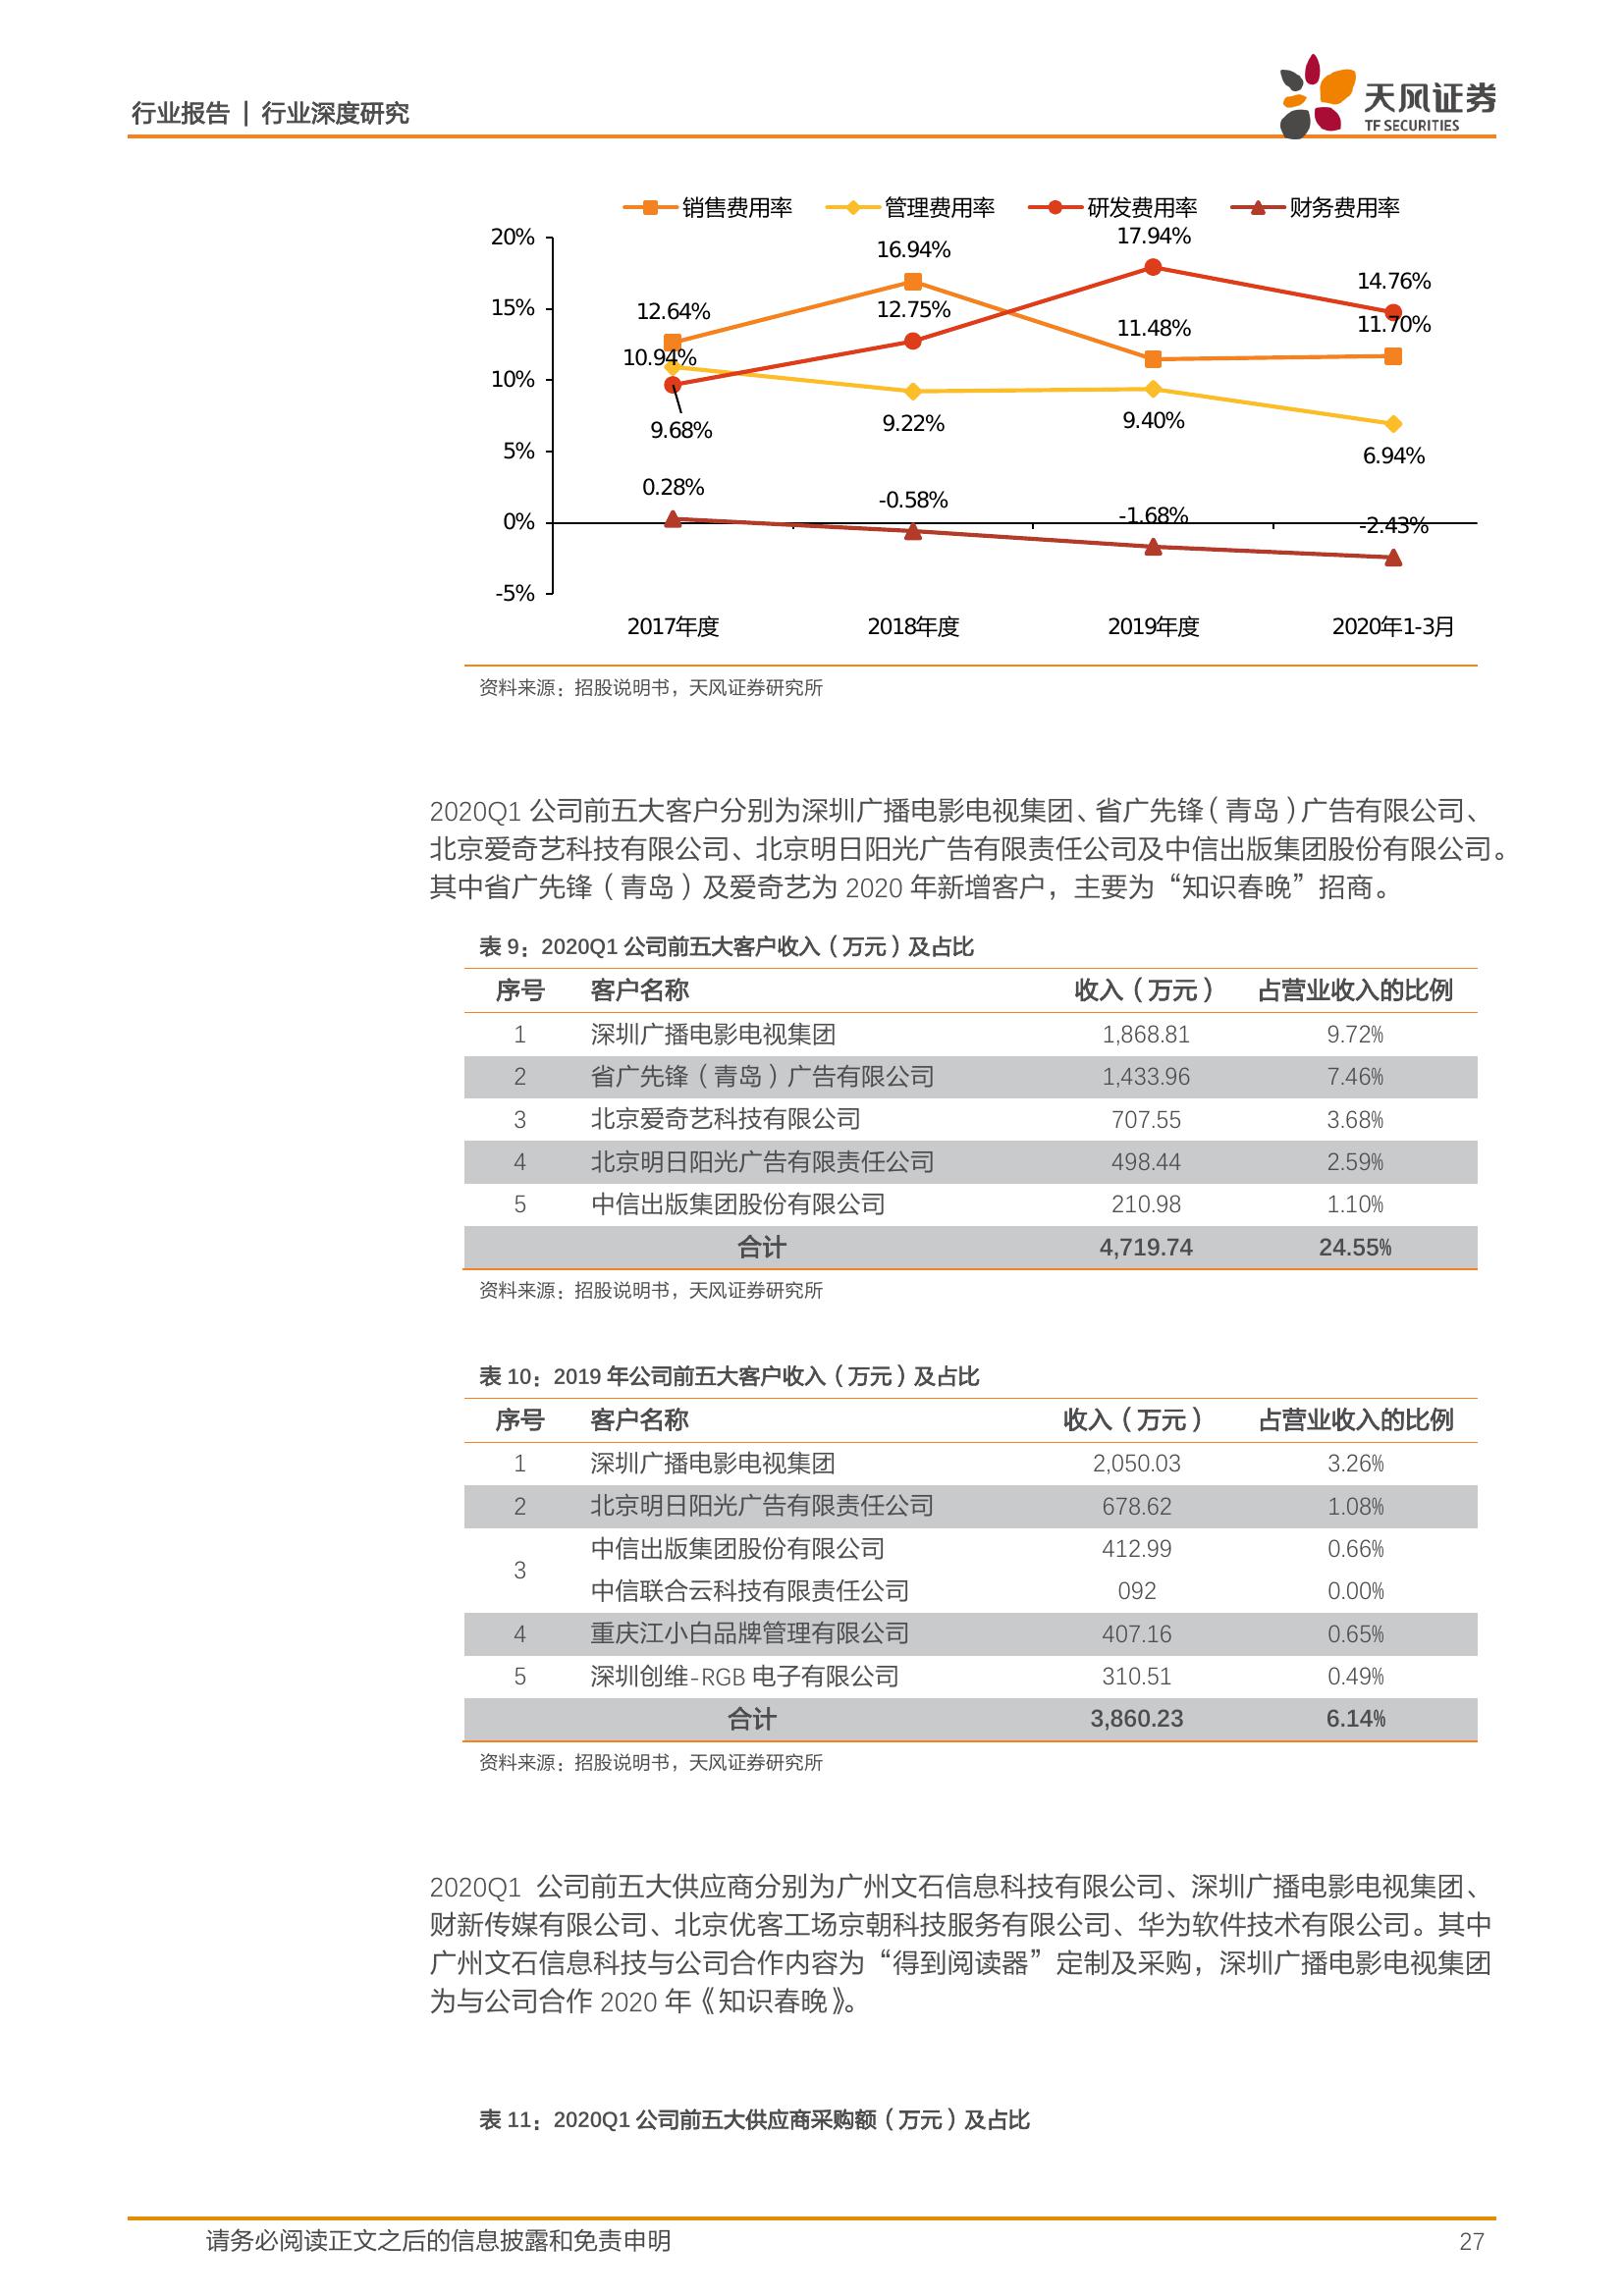 行业报告 | 行业深度研究
天风证券
TF SECURITIES
销售费用率 管理费用率 研发费用率 财务费用率
20%
15%
10%
5%
0%
-5%
12.64% 16.94% 11.48% 11.70%
10.94% 9.22% 9.40% 6.94%
9.68% 12.75% 17.94% 14.76%
0.28% -0.58% -1.68% -2.43%
2017年度 2018年度 2019年度 2020年1-3月
资料来源：招股说明书，天风证券研究所
2020Q1 公司前五大客户分别为深圳广播电影电视集团、省广先锋（青岛）广告有限公司、
北京爱奇艺科技有限公司、北京明日阳光广告有限责任公司及中信出版集团股份有限公司。
其中省广先锋（青岛）及爱奇艺为 2020 年新增客户，主要为“知识春晚”招商。
表 9：2020Q1 公司前五大客户收入（万元）及占比
序号 客户名称 收入（万元） 占营业收入的比例
1 深圳广播电影电视集团 1,868.81 9.72%
2 省广先锋（青岛）广告有限公司 1,433.96 7.46%
3 北京爱奇艺科技有限公司 707.55 3.68%
4 北京明日阳光广告有限责任公司 498.44 2.59%
5 中信出版集团股份有限公司 210.98 1.10%
合计 4,719.74 24.55%
资料来源：招股说明书，天风证券研究所
表 10：2019 年公司前五大客户收入（万元）及占比
序号 客户名称 收入（万元） 占营业收入的比例
1 深圳广播电影电视集团 2,050.03 3.26%
2 北京明日阳光广告有限责任公司 678.62 1.08%
3 中信出版集团股份有限公司 412.99 0.66%
中信联合云科技有限责任公司 092 0.00%
4 重庆江小白品牌管理有限公司 407.16 0.65%
5 深圳创维-RGB 电子有限公司 310.51 0.49%
合计 3,860.23 6.14%
资料来源：招股说明书，天风证券研究所
2020Q1 公司前五大供应商分别为广州文石信息科技有限公司、深圳广播电影电视集团、
财新传媒有限公司、北京优客工场京朝科技服务有限公司、华为软件技术有限公司。其中
广州文石信息科技与公司合作内容为“得到阅读器”定制及采购，深圳广播电影电视集团
为与公司合作 2020 年《知识春晚》。
表 11：2020Q1 公司前五大供应商采购额（万元）及占比
请务必阅读正文之后的信息披露和免责申明 27